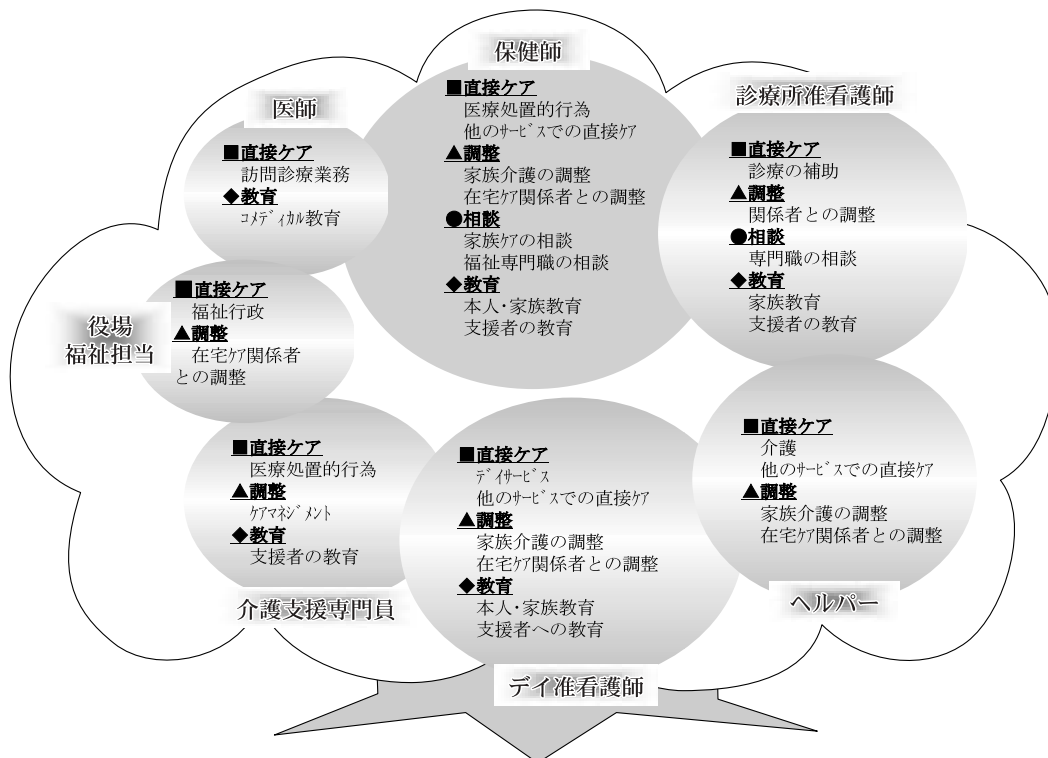 保健師
■直接ケア
医療処置的行為
他のｻｰﾋﾞｽでの直接ｹｱ
▲調整
家族介護の調整
在宅ｹｱ関係者との調整
●相談
家族ｹｱの相談
福祉専門職の相談
◆教育
本人・家族教育
支援者の教育
医師
■直接ケア
訪問診療業務
◆教育
ｺﾒﾃﾞｨｶﾙ教育
診療所准看護師
■直接ケア
診療の補助
▲調整
関係者との調整
●相談
専門職の相談
◆教育
家族教育
支援者の教育
役場
福祉担当
■直接ケア
福祉行政
▲調整
在宅ｹｱ関係者
との調整
■直接ケア
医療処置的行為
▲調整
ｹｱﾏﾈｼﾞﾒﾝﾄ
◆教育
支援者の教育
介護支援専門員
■直接ケア
ﾃﾞｲｻｰﾋﾞｽ
他のｻｰﾋﾞｽでの直接ｹｱ
▲調整
家族介護の調整
在宅ｹｱ関係者との調整
◆教育
本人・家族教育
支援者への教育
デイ准看護師
■直接ケア
介護
他のｻｰﾋﾞｽでの直接ｹｱ
▲調整
家族介護の調整
在宅ｹｱ関係者との調整
ヘルパー